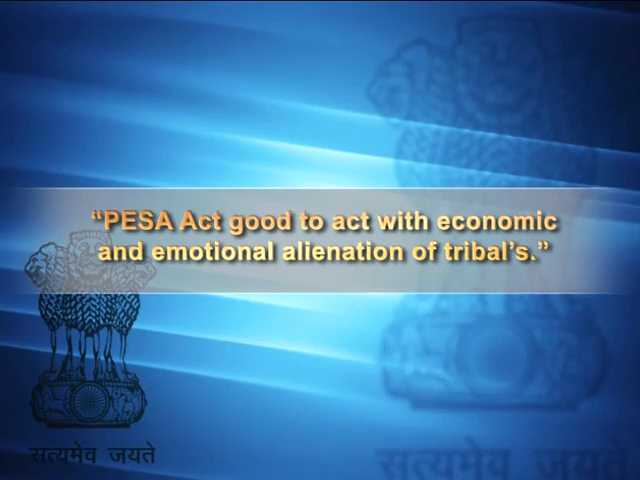 “PESA Act good to act with economic
and emotional alienation of tribal’s.”
सत्यमेव जयते
सत्यमेव जयते